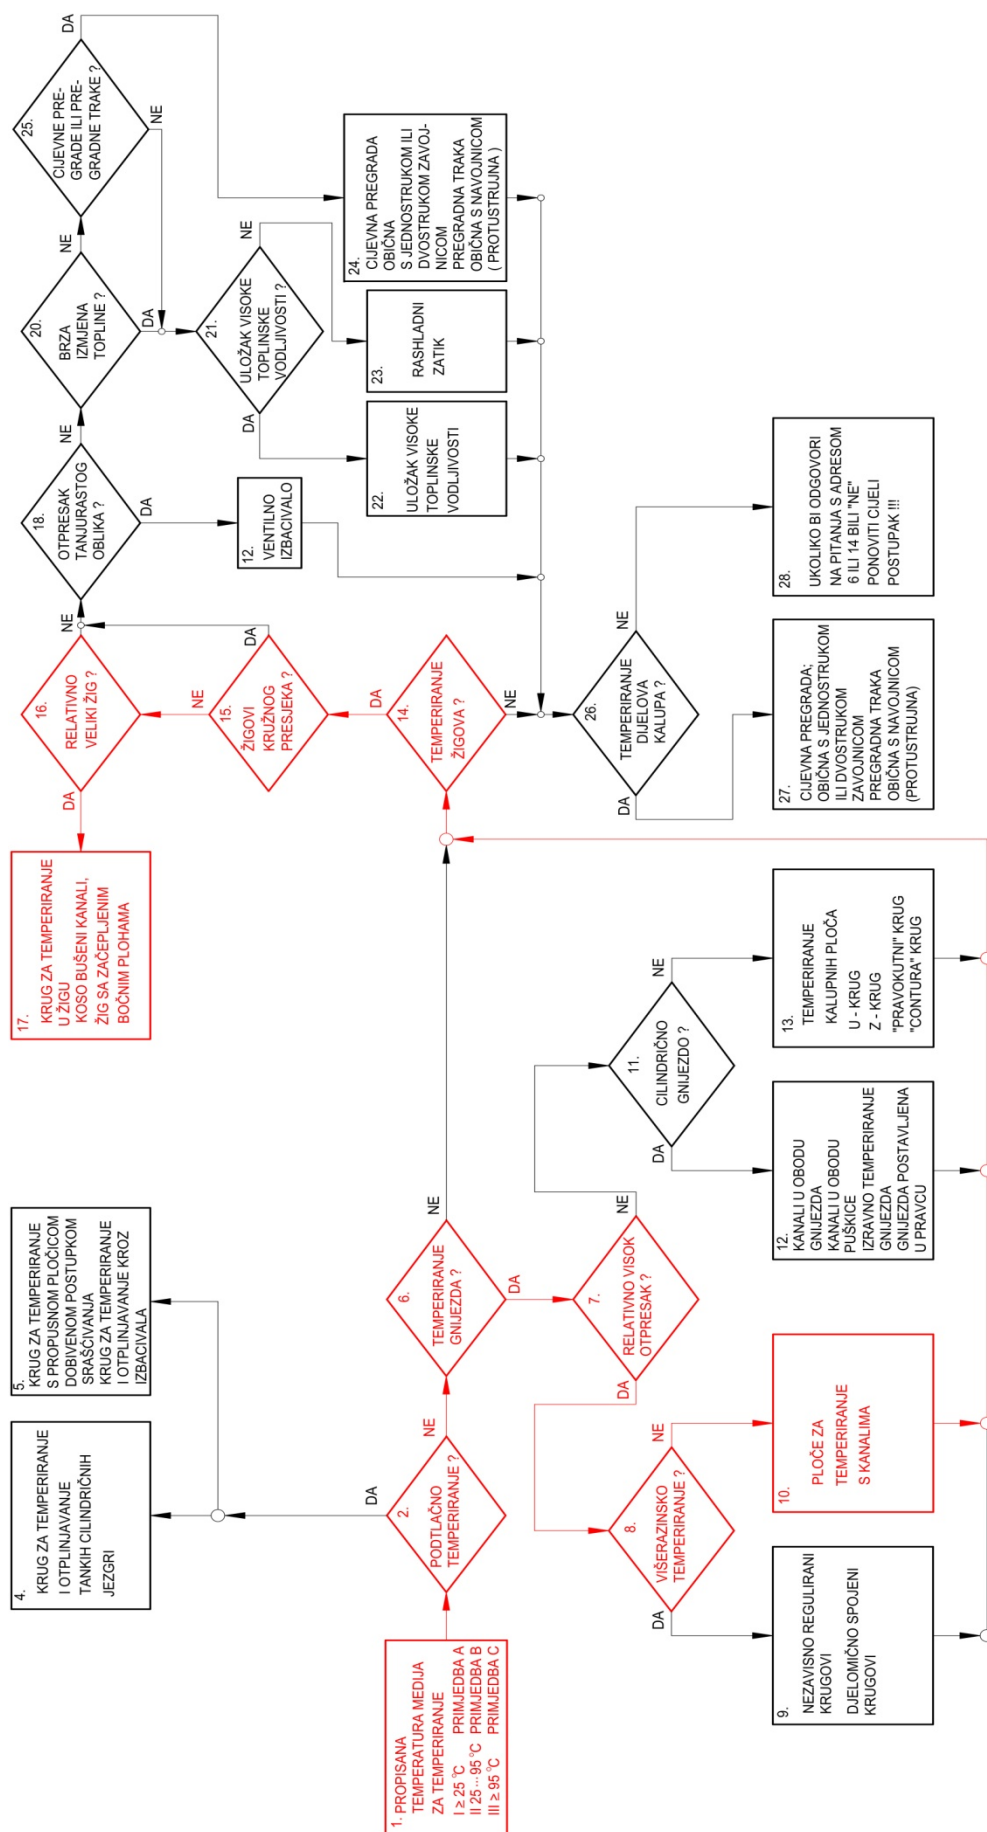 1. PROPISANA
TEMPERATURA MEDIJA
ZA TEMPERIRANJE
I ≥ 25 °C PRIMJEDBA A
II 25 ... 95 °C PRIMJEDBA B
III ≥ 95 °C PRIMJEDBA C
2.
PODTLAČNO
TEMPERIRANJE ?
DA
NE
4.
KRUG ZA TEMPERIRANJE
I OTPLINJAVANJE
TANKIH CILINDRIČNIH
JEZGRI
5.
KRUG ZA TEMPERIRANJE
S PROPUSNOM PLOČICOM
DOBIVENOM POSTUPKOM
SRAŠĆIVANJA
KRUG ZA TEMPERIRANJE
I OTPLINJAVANJE KROZ
IZBACIVALA
6.
TEMPERIRANJE
GNIJEZDA ?
NE
DA
7.
RELATIVNO VISOK
OTPRESAK ?
DA
NE
8.
VIŠERAZINSKO
TEMPERIRANJE ?
DA
NE
9.
NEZAVISNO REGULIRANI
KRUGOVI
DJELOMIČNO SPOJENI
KRUGOVI
10.
PLOČE ZA
TEMPERIRANJE
S KANALIMA
11.
CILINDRIČNO
GNIJEZDO ?
DA
NE
12.
KANALI U OBODU
GNIJEZDA
KANALI U OBODU
PUŠKICE
IZRAVNO TEMPERIRANJE
GNIJEZDA
GNIJEZDA POSTAVLJENA
U PRAVCU
13.
TEMPERIRANJE
KALUPNIH PLOČA
U - KRUG
Z - KRUG
"PRAVOKUTNI" KRUG
"CONTURA" KRUG
14.
TEMPERIRANJE
ŽIGOVA ?
DA
NE
15.
ŽIGOVI
KRUŽNOG
PRESJEKA ?
NE
DA
16.
RELATIVNO
VELIKI ŽIG ?
DA
NE
17.
KRUG ZA TEMPERIRANJE
U ŽIGU
KOSO BUŠENI KANALI,
ŽIG SA ZAČEPLJENIM
BOČNIM PLOHAMA
18.
OTPRESAK
TANJURASTOG
OBLIKA ?
NE
DA
12.
VENTILNO
IZBACIVALO
20.
BRZA
IZMJENA
TOPLINE ?
NE
DA
25.
CIJEVNE PRE-
GRADE ILI PRE-
GRADNE TRAKE ?
DA
NE
21.
ULOŽAK VISOKE
TOPLINSKE
VODLJIVOSTI ?
DA
NE
22.
ULOŽAK VISOKE
TOPLINSKE
VODLJIVOSTI
23.
RASHLADNI
ZATIK
24.
CIJEVNA PREGRADA
OBIČNA
S JEDNOSTRUKOM ILI
DVOSTRUKOM ZAVOJ-
NICOM
PREGRADNA TRAKA
OBIČNA S NAVOJNICOM
( PROTUSTRUJNA )
26.
TEMPERIRANJE
DIJELOVA
KALUPA ?
DA
NE
27.
CIJEVNA PREGRADA;
OBIČNA S JEDNOSTRUKOM
ILI DVOSTRUKOM
ZAVOJNICOM
PREGRADNA TRAKA
OBIČNA S NAVOJNICOM
(PROTUSTRUJNA)
28.
UKOLIKO BI ODGOVORI
NA PITANJA S ADRESOM
6 ILI 14 BILI "NE"
PONOVITI CIJELI
POSTUPAK !!!